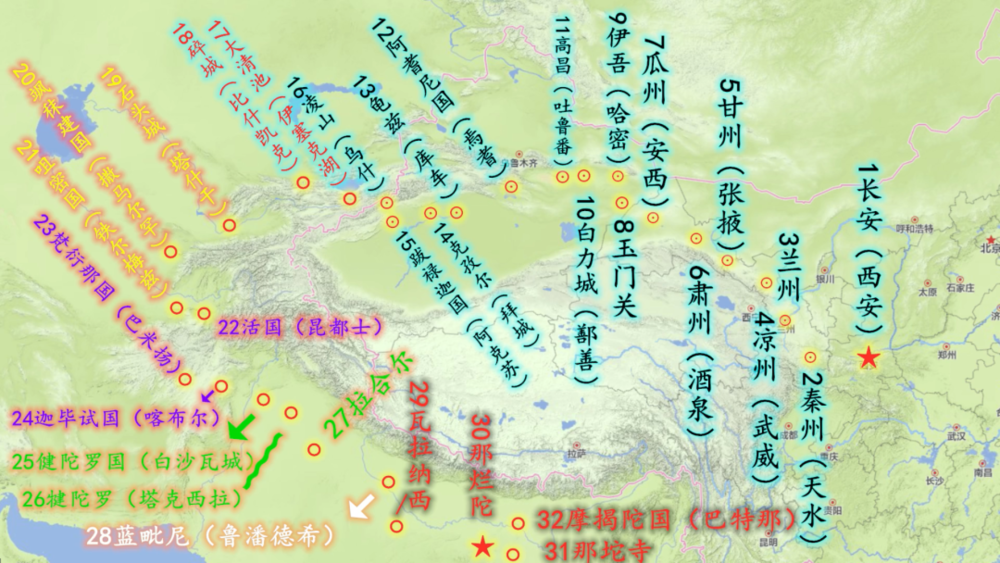 1长安（西安）
2秦州（天水）
3兰州
4凉州（武威）
5甘州（张掖）
6肃州（酒泉）
7瓜州（安西）
8玉门关
9伊吾（哈密）
10白力城（鄯善）
11高昌（吐鲁番）
12阿耆尼国（焉耆）
13龟兹（库车）
14克孜尔（拜城）
15跋禄迦国（阿克苏）
16凌山（乌什）
17大清池（伊塞克湖）
18碎城（比什凯克）
19石头城（塔什干）
20飒秣建国（撒马尔罕）
21咀密国（铁尔梅兹）
22活国（昆都士）
23梵衍那国（巴米扬）
24迦毕试国（喀布尔）
25健陀罗国（白沙瓦城）
26犍陀罗（塔克西拉）
27拉合尔
28蓝毗尼（鲁潘德希）
29瓦拉纳西
30那烂陀
32摩揭陀国（巴特那）
31那坨寺
鲁木齐
呼和浩特
北京
银川
太原
石家庄
济
西
州
郑州
成都
重庆
武汉
长沙
南昌
贵阳
昆明
拉萨